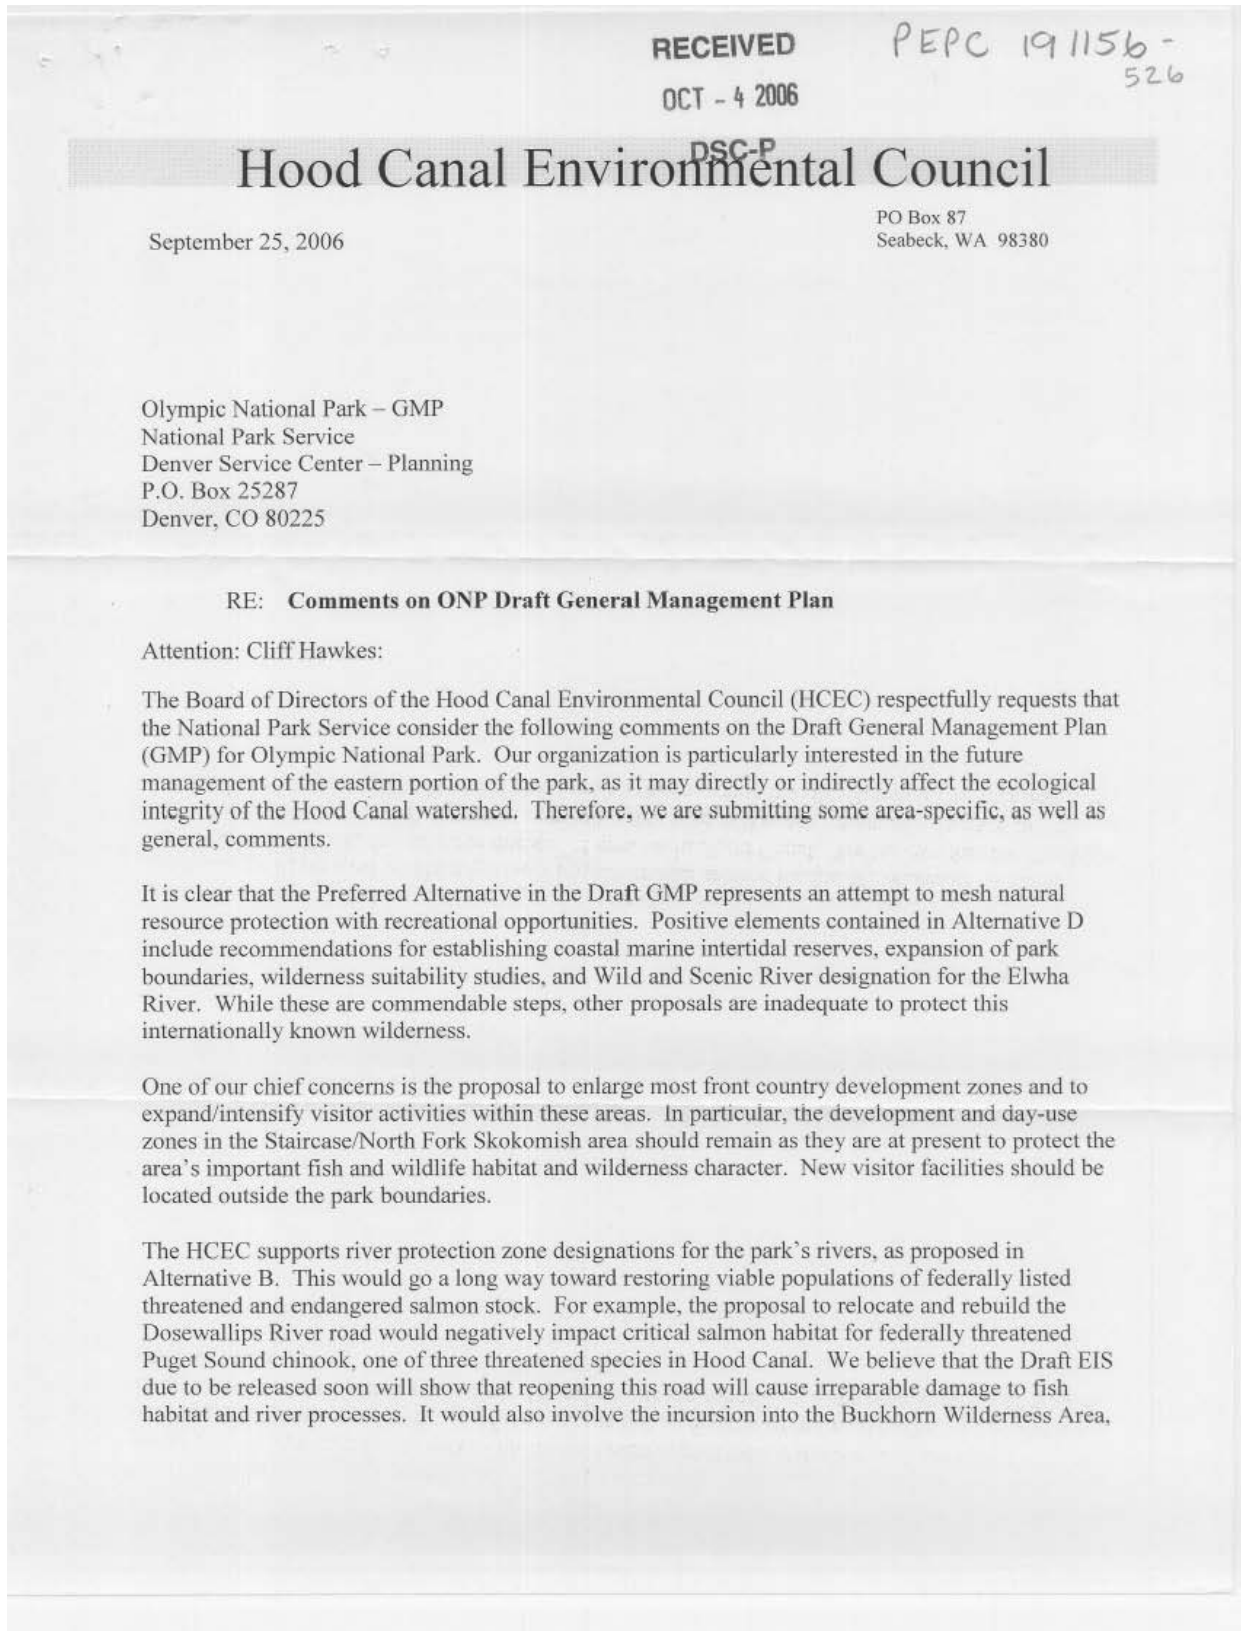 RECEIVED
OCT - 4 2006
DSC-P
PEPC 191156-
526
Hood Canal Environmental Council
PO Box 87
Seabeck, WA 98380
September 25, 2006
Olympic National Park – GMP
National Park Service
Denver Service Center – Planning
P.O. Box 25287
Denver, CO 80225
RE: Comments on ONP Draft General Management Plan
Attention: Cliff Hawkes:
The Board of Directors of the Hood Canal Environmental Council (HCEC) respectfully requests that
the National Park Service consider the following comments on the Draft General Management Plan
(GMP) for Olympic National Park. Our organization is particularly interested in the future
management of the eastern portion of the park, as it may directly or indirectly affect the ecological
integrity of the Hood Canal watershed. Therefore, we are submitting some area-specific, as well as
general, comments.
It is clear that the Preferred Alternative in the Draft GMP represents an attempt to mesh natural
resource protection with recreational opportunities. Positive elements contained in Alternative D
include recommendations for establishing coastal marine intertidal reserves, expansion of park
boundaries, wilderness suitability studies, and Wild and Scenic River designation for the Elwha
River. While these are commendable steps, other proposals are inadequate to protect this
internationally known wilderness.
One of our chief concerns is the proposal to enlarge most front country development zones and to
expand/intensify visitor activities within these areas. In particular, the development and day-use
zones in the Staircase/North Fork Skokomish area should remain as they are at present to protect the
area's important fish and wildlife habitat and wilderness character. New visitor facilities should be
located outside the park boundaries.
The HCEC supports river protection zone designations for the park's rivers, as proposed in
Alternative B. This would go a long way toward restoring viable populations of federally listed
threatened and endangered salmon stock. For example, the proposal to relocate and rebuild the
Dosewallips River road would negatively impact critical salmon habitat for federally threatened
Puget Sound chinook, one of three threatened species in Hood Canal. We believe that the Draft EIS
due to be released soon will show that reopening this road will cause irreparable damage to fish
habitat and river processes. It would also involve the incursion into the Buckhorn Wilderness Area,